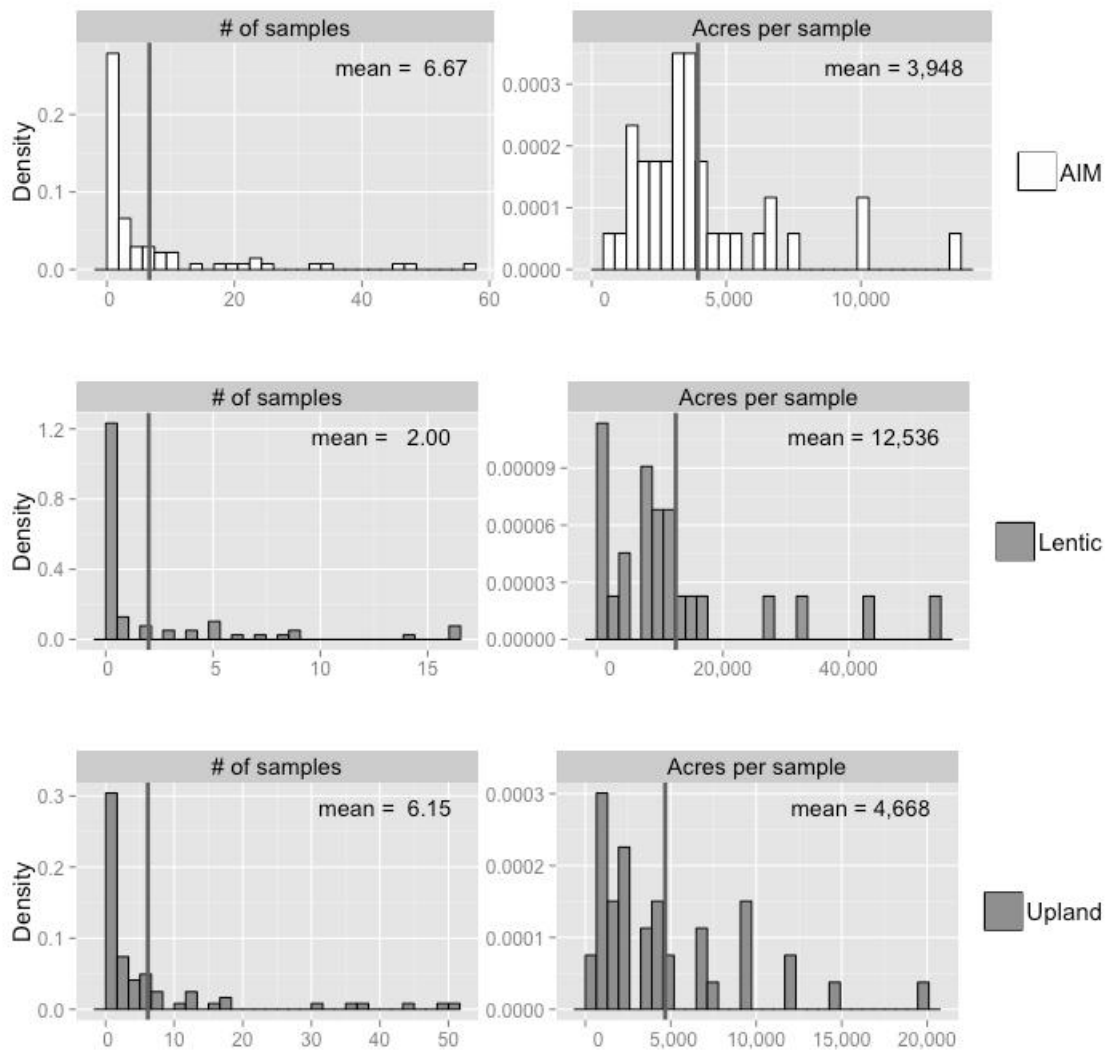 # of samples
Acres per sample
mean = 6.67
mean = 3,948
Density
0.2
0.1
0.0
0.0003
0.0002
0.0001
0.0000
0 20 40 60
0 5,000 10,000
AIM
# of samples
Acres per sample
mean = 2.00
mean = 12,536
Density
1.2
0.8
0.4
0.0
0.00009
0.00006
0.00003
0.00000
0 5 10 15
0 20,000 40,000
Lentic
# of samples
Acres per sample
mean = 6.15
mean = 4,668
Density
0.3
0.2
0.1
0.0
0.0003
0.0002
0.0001
0.0000
0 10 20 30 40 50
0 5,000 10,000 15,000 20,000
Upland